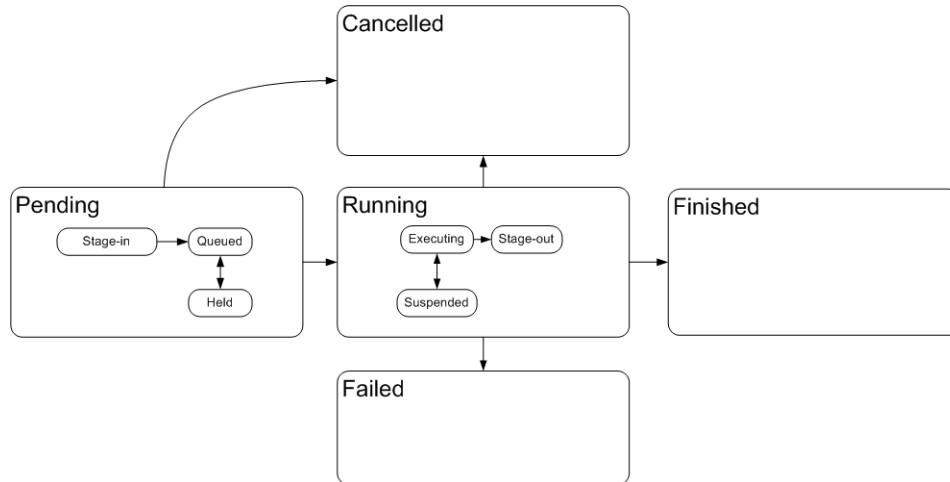 Cancelled
Pending
Stage-in
Queued
Held
Running
Executing
Stage-out
Suspended
Finished
Failed